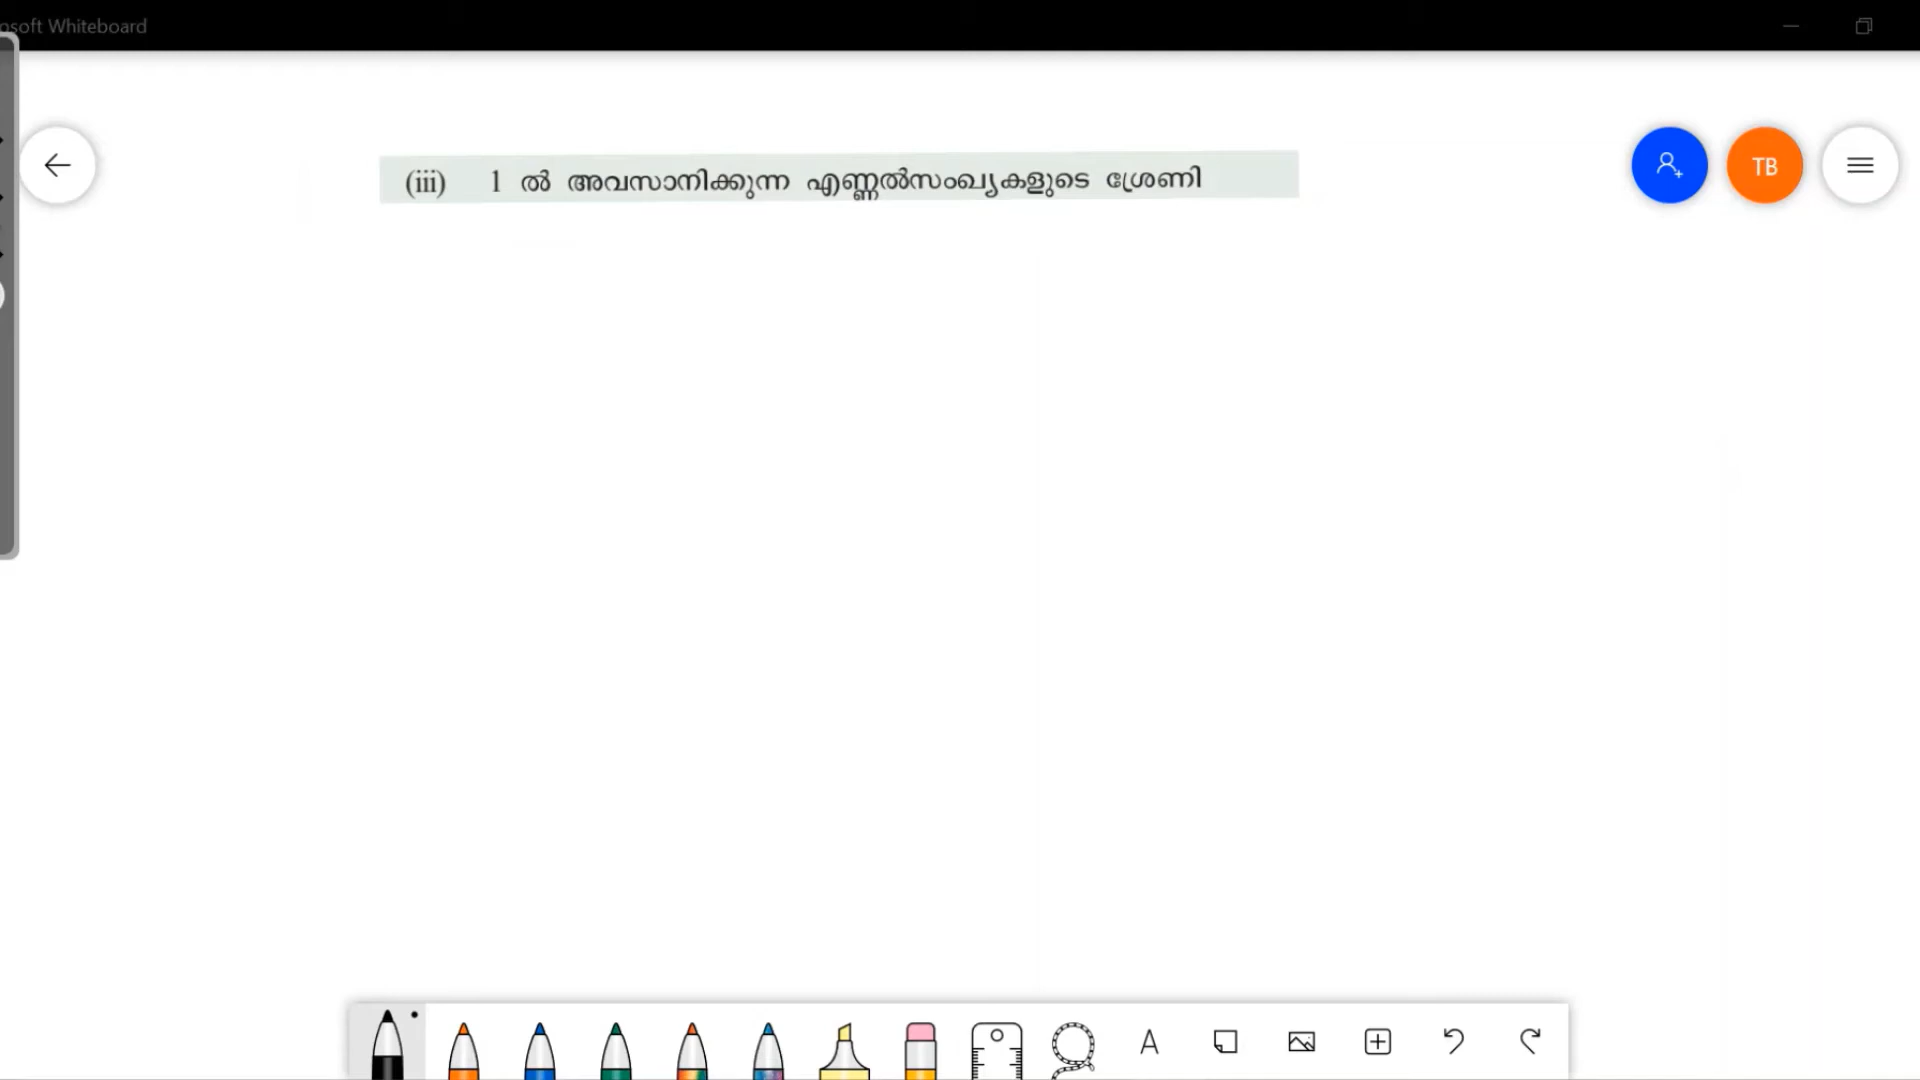 osoft Whiteboard
(iii) 1 ൽ അവസാനിക്കുന്ന എണ്ണൽസംഖ്യകളുടെ ശ്രേണി
TB
A